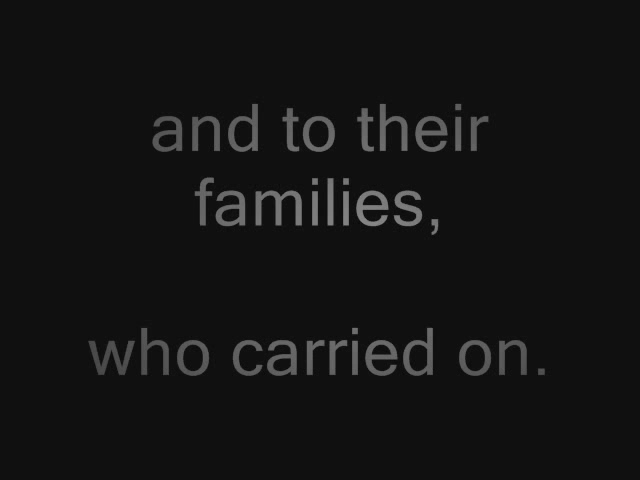 and to their
families,
who carried on.